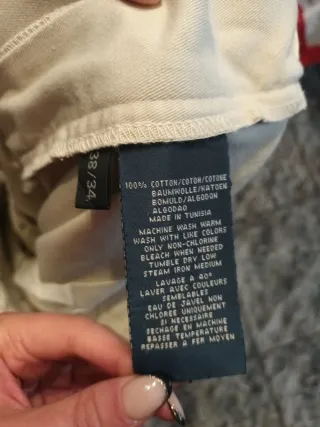 38/34
100% COTTON/COTON/COTONE
BAUMWOLLE/KATOEN
BOMULD/ALGODON
ALGODAO
MADE IN TUNISIA
MACHINE WASH WARM
WASH WITH LIKE COLORS
ONLY NON-CHLORINE
BLEACH WHEN NEEDED
TUMBLE DRY LOW
STEAM IRON MEDIUM
LAVAGE A 40°
LAVER AVEC COULEURS
SEMBLABLES
EAU DE JAVEL NON
CHLOREE UNIQUEMENT
SI NECESSAIRE
SECHAGE EN MACHINE
BASSE TEMPERATURE
REPASSER A FER MOYEN